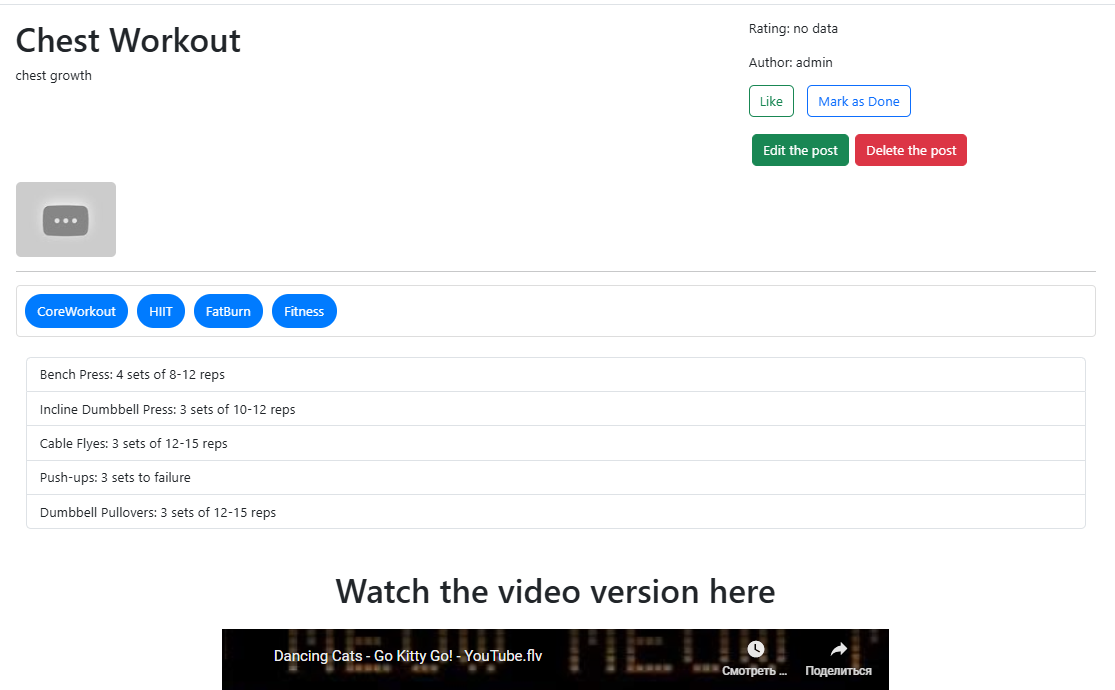 Chest Workout
chest growth
Rating: no data
Author: admin
Like
Mark as Done
Edit the post
Delete the post
CoreWorkout
HIIT
FatBurn
Fitness
Bench Press: 4 sets of 8-12 reps
Incline Dumbbell Press: 3 sets of 10-12 reps
Cable Flyes: 3 sets of 12-15 reps
Push-ups: 3 sets to failure
Dumbbell Pullovers: 3 sets of 12-15 reps
Watch the video version here
Dancing Cats - Go Kitty Go! - YouTube.flv
Смотреть ...
Поделиться